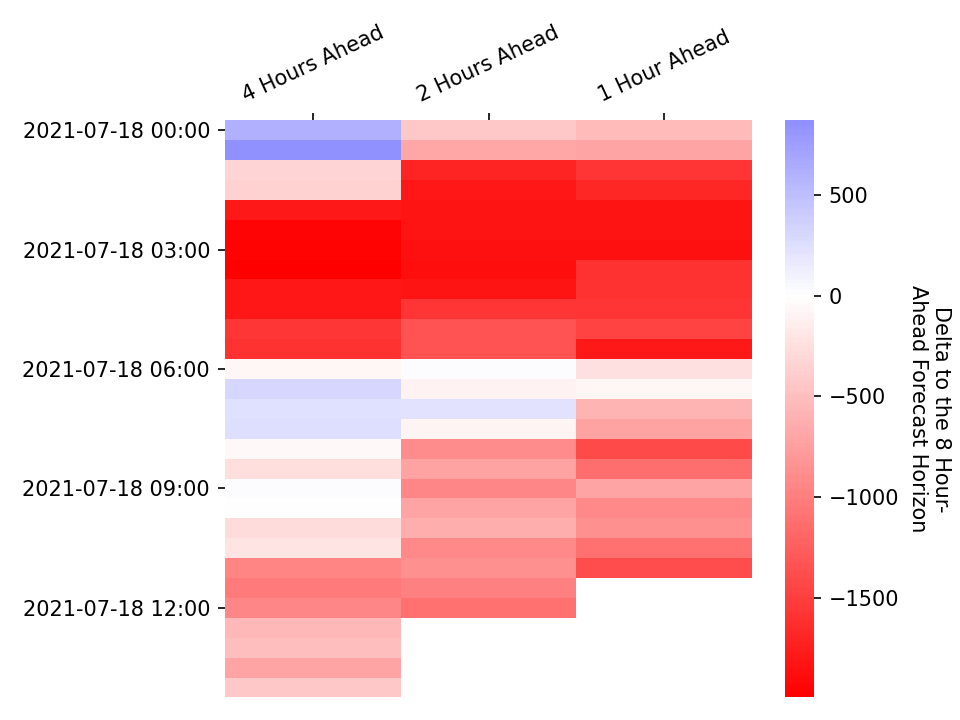 4 Hours Ahead
2 Hours Ahead
1 Hour Ahead
2021-07-18 00:00
2021-07-18 03:00
2021-07-18 06:00
2021-07-18 09:00
2021-07-18 12:00
500
0
−500
−1000
−1500
Delta to the 8 Hour-
Ahead Forecast Horizon